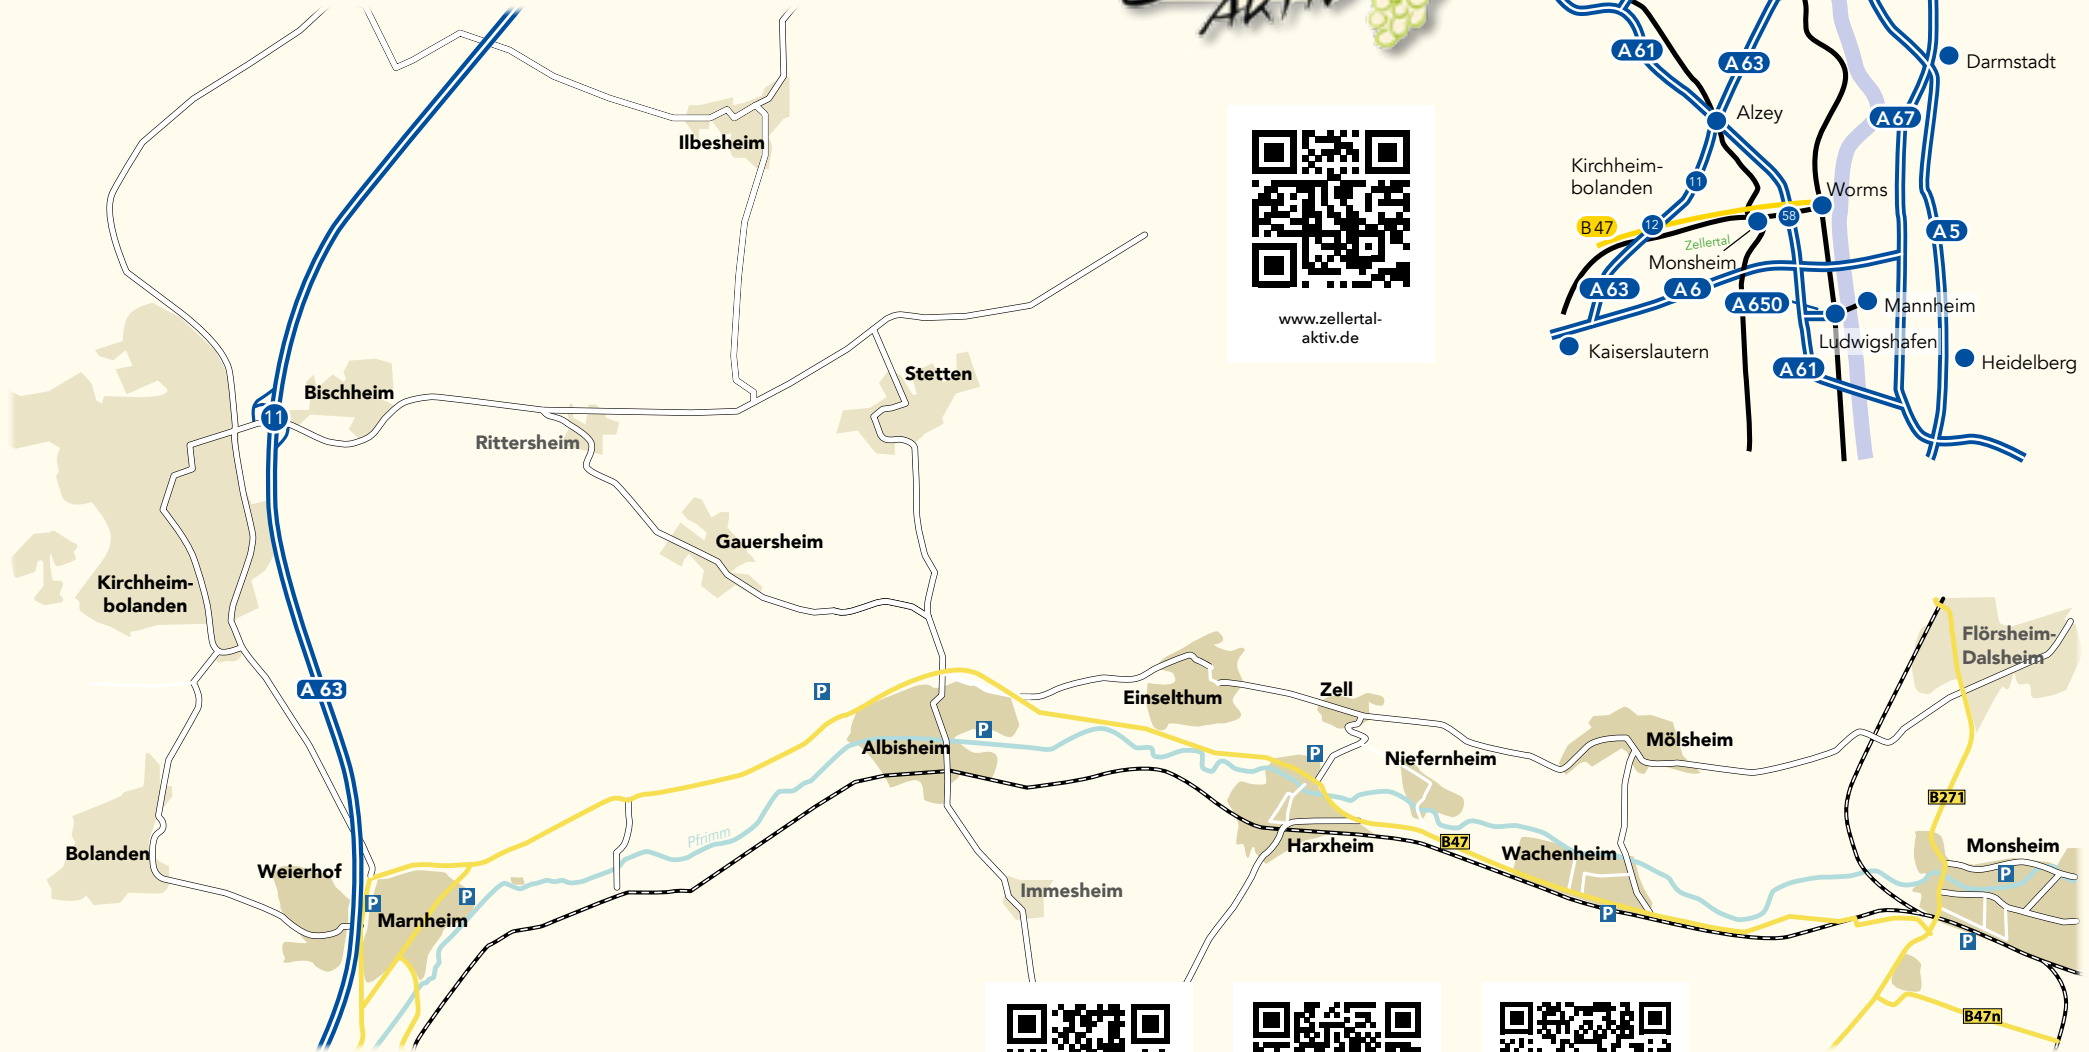 AKTIV
A 61
A 63
Darmstadt
Alzey
A 67
Kirchheim-
bolanden
11
Worms
B 47
12
58
A 5
Zellertal
Monsheim
A 63
A 6
A 650
Mannheim
Ludwigshafen
Kaiserslautern
A 61
Heidelberg
www.zellertal-
aktiv.de
Ilbesheim
Bischheim
Stetten
11
Rittersheim
Gauersheim
Kirchheim-
bolanden
Flörsheim-
Dalsheim
A 63
P
Einselthum
Zell
P
Albisheim
P
Niefernheim
Mölsheim
B271
Pfrimm
Bolanden
Weierhof
Harxheim
B47
Wachenheim
Monsheim
P
P
P
Marnheim
Immesheim
P
P
B47n